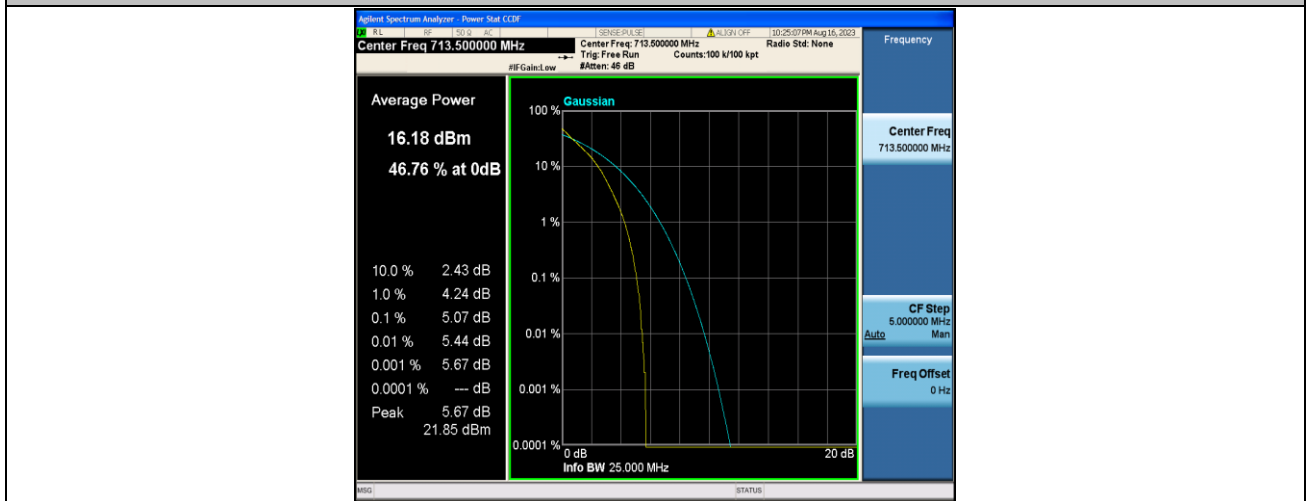 Agilent Spectrum Analyzer - Power Stat CCDF
RL RF 50 Ω AC SENSE:PULSE ALIGN OFF 10:25:07 PM Aug 16, 2023
Center Freq 713.500000 MHz
Center Freq: 713.500000 MHz Radio Std: None
Trig: Free Run Counts:100 k/100 kpt
#IFGain:Low #Atten: 46 dB
Frequency
Average Power
16.18 dBm
46.76 % at 0dB
10.0 % 2.43 dB
1.0 % 4.24 dB
0.1 % 5.07 dB
0.01 % 5.44 dB
0.001 % 5.67 dB
0.0001 % --- dB
Peak 5.67 dB
21.85 dBm
Gaussian
100 %
10 %
1 %
0.1 %
0.01 %
0.001 %
0.0001 %
0 dB 20 dB
Info BW 25.000 MHz
Center Freq
713.500000 MHz
CF Step
5.000000 MHz
Auto Man
Freq Offset
0 Hz
MSG STATUS